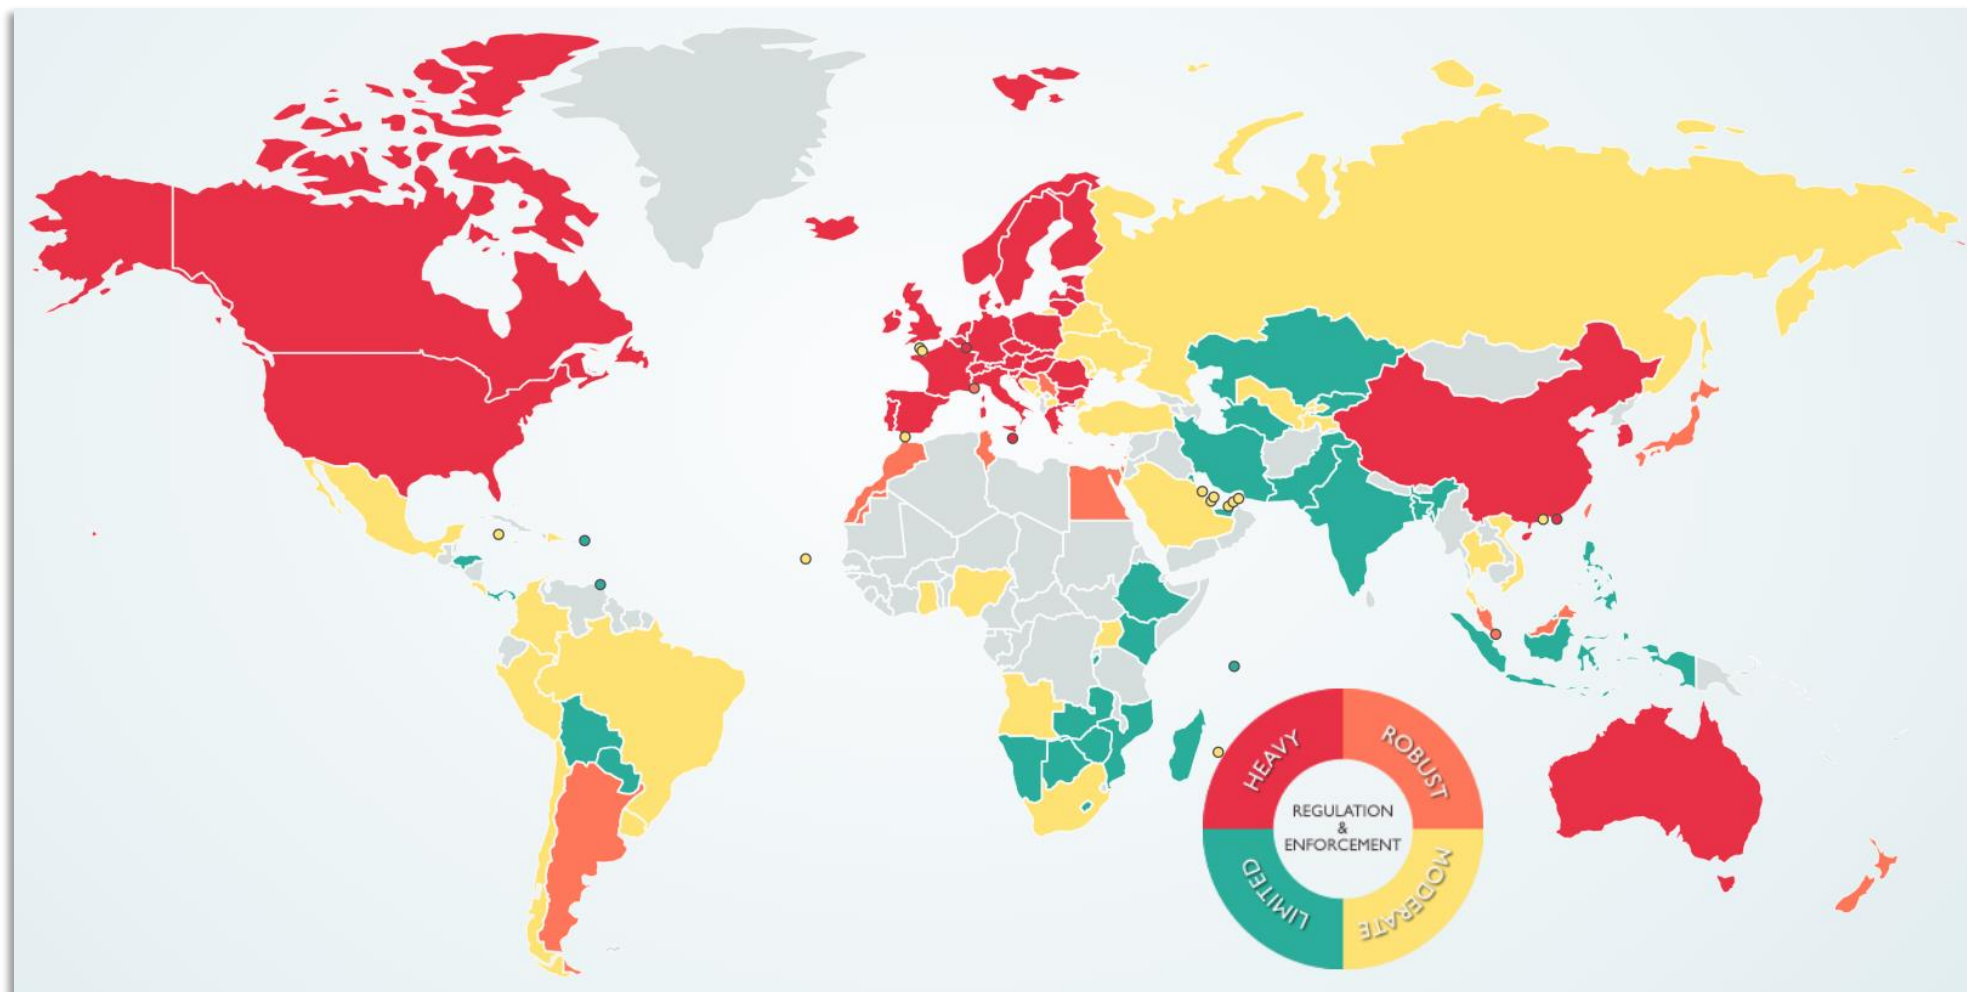 HEAVY
ROBUST
REGULATION
&
ENFORCEMENT
LIMITED
MODERATE